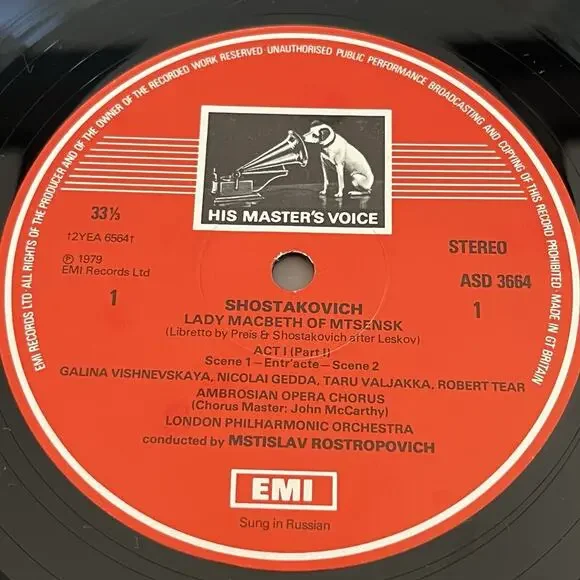 EMI RECORDS LTD · ALL RIGHTS OF THE PRODUCER AND OF THE OWNER OF THE RECORDED WORK RESERVED · UNAUTHORISED PUBLIC PERFORMANCE BROADCASTING AND COPYING OF THIS RECORD PROHIBITED · MADE IN GT BRITAIN
HIS MASTER'S VOICE
33⅓
†2YEA 6564†
STEREO
℗ 1979
EMI Records Ltd
ASD 3664
1
1
SHOSTAKOVICH
LADY MACBETH OF MTSENSK
(Libretto by Preis & Shostakovich after Leskov)
ACT I (Part I)
Scene 1—Entr'acte—Scene 2
GALINA VISHNEVSKAYA, NICOLAI GEDDA, TARU VALJAKKA, ROBERT TEAR
AMBROSIAN OPERA CHORUS
(Chorus Master: John McCarthy)
LONDON PHILHARMONIC ORCHESTRA
conducted by MSTISLAV ROSTROPOVICH
EMI
Sung in Russian